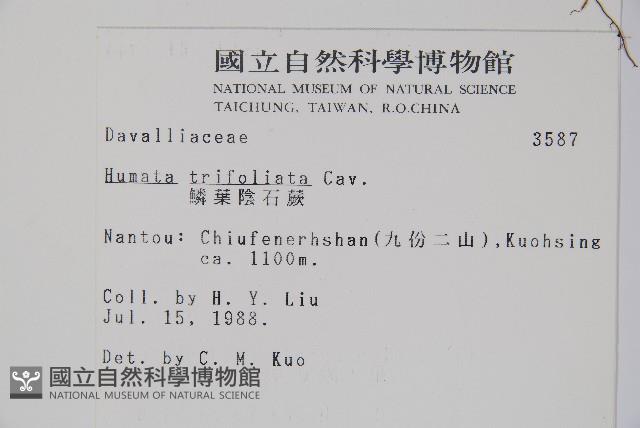 國立自然科學博物館
NATIONAL MUSEUM OF NATURAL SCIENCE
TAICHUNG, TAIWAN, R.O.CHINA
Davalliaceae 3587
Humata trifoliata Cav.
鱗葉陰石蕨
Nantou: Chiufenerhshan(九份二山),Kuohsing
ca. 1100m.
Coll. by H. Y. Liu
Jul. 15, 1988.
Det. by C. M. Kuo
國立自然科學博物館
NATIONAL MUSEUM OF NATURAL SCIENCE